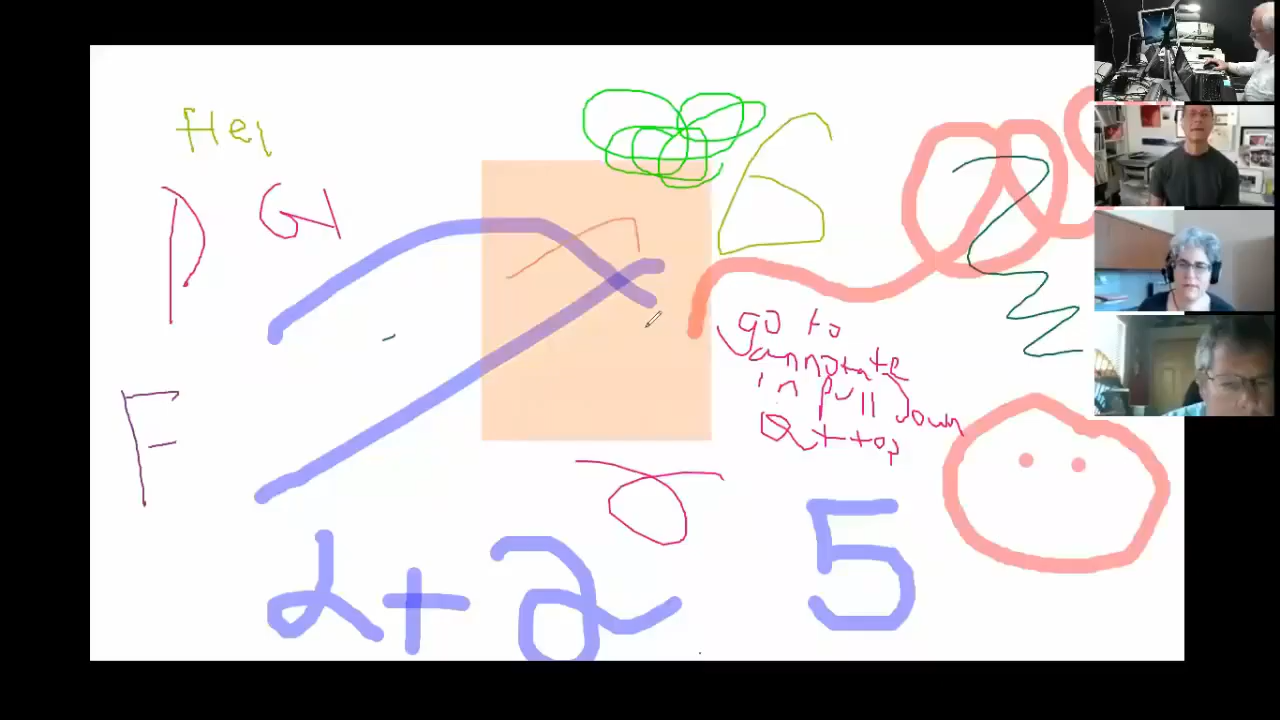 Hey
P
F
go to
annotate
in pull down
at top
2 + 2 5